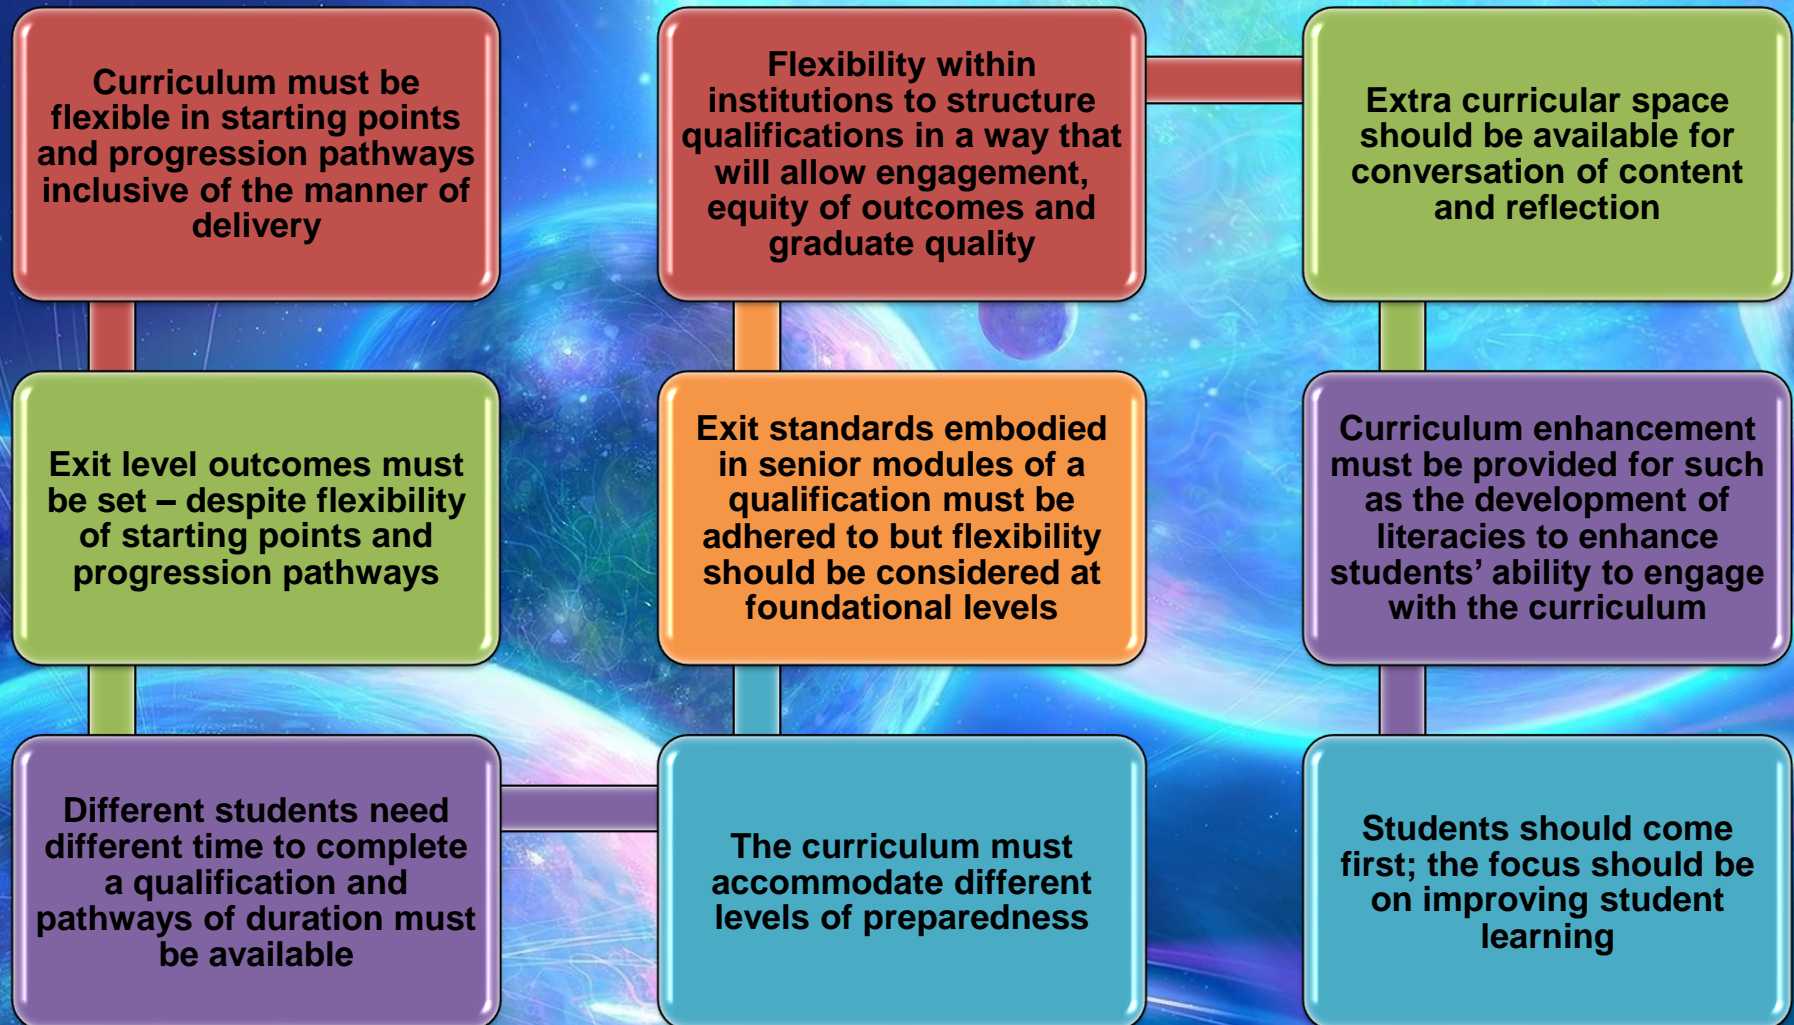 Curriculum must be
flexible in starting points
and progression pathways
inclusive of the manner of
delivery
Exit level outcomes must
be set – despite flexibility
of starting points and
progression pathways
Different students need
different time to complete
a qualification and
pathways of duration must
be available
The curriculum must
accommodate different
levels of preparedness
Exit standards embodied
in senior modules of a
qualification must be
adhered to but flexibility
should be considered at
foundational levels
Flexibility within
institutions to structure
qualifications in a way that
will allow engagement,
equity of outcomes and
graduate quality
Extra curricular space
should be available for
conversation of content
and reflection
Curriculum enhancement
must be provided for such
as the development of
literacies to enhance
students’ ability to engage
with the curriculum
Students should come
first; the focus should be
on improving student
learning